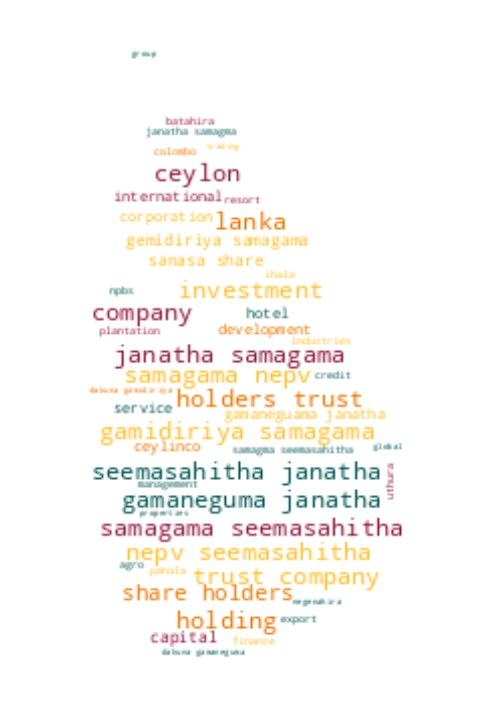 group
batahira
janatha samagma
colombo trading
ceylon
international resort
corporation lanka
gemidiriya samagama
sanasa share
ihala
npbs investment
company hotel
plantation development
industries
janatha samagama
samagama nepv credit
dakuna gamidiriya holders trust
service gamaneguama janatha
gamidiriya samagama
ceylinco samagma seemasahitha global
seemasahitha janatha
management uthura
gamaneguma janatha
properties
samagama seemasahitha
nepv seemasahitha
agro pahala trust company
share holders negenahira
holding export
capital finance
dakuna gamaneguma